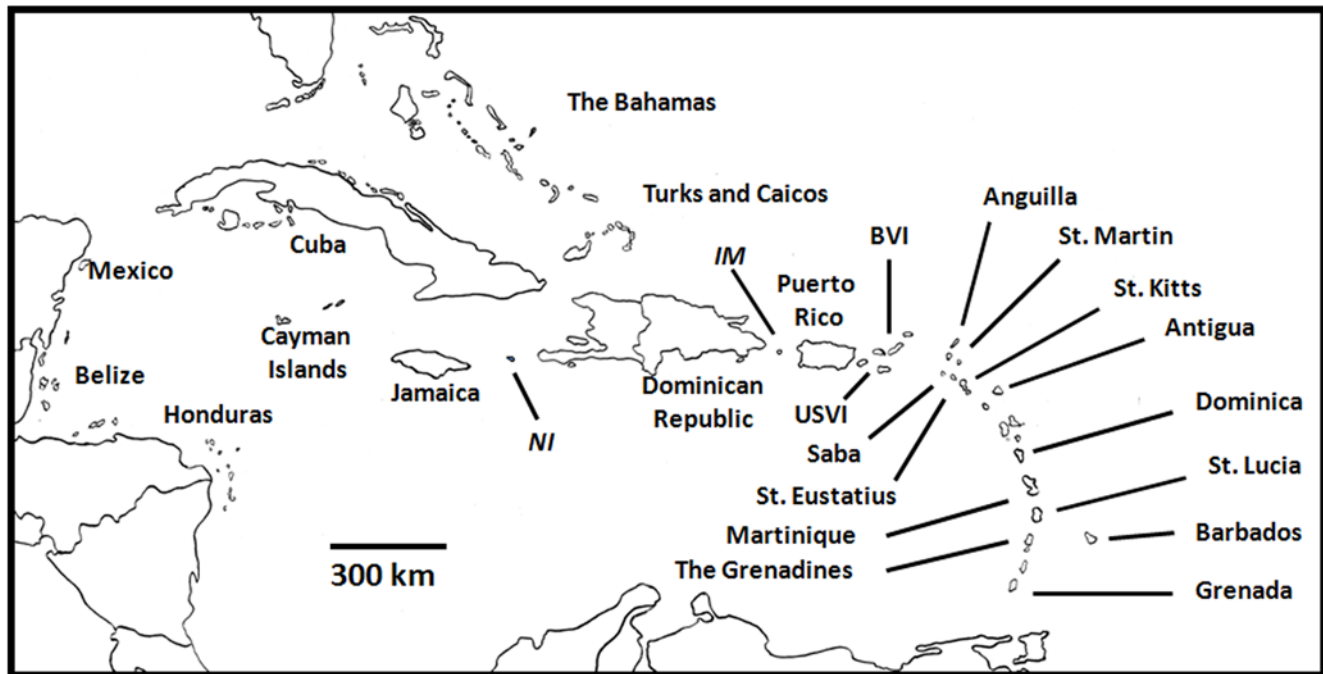 The Bahamas
Turks and Caicos
Anguilla
BVI
St. Martin
IM
Puerto
Rico
St. Kitts
Antigua
Cuba
Mexico
Cayman
Islands
Belize
Jamaica
Dominican
Republic
Honduras
NI
USVI
Saba
Dominica
St. Eustatius
St. Lucia
Martinique
Barbados
The Grenadines
Grenada
300 km